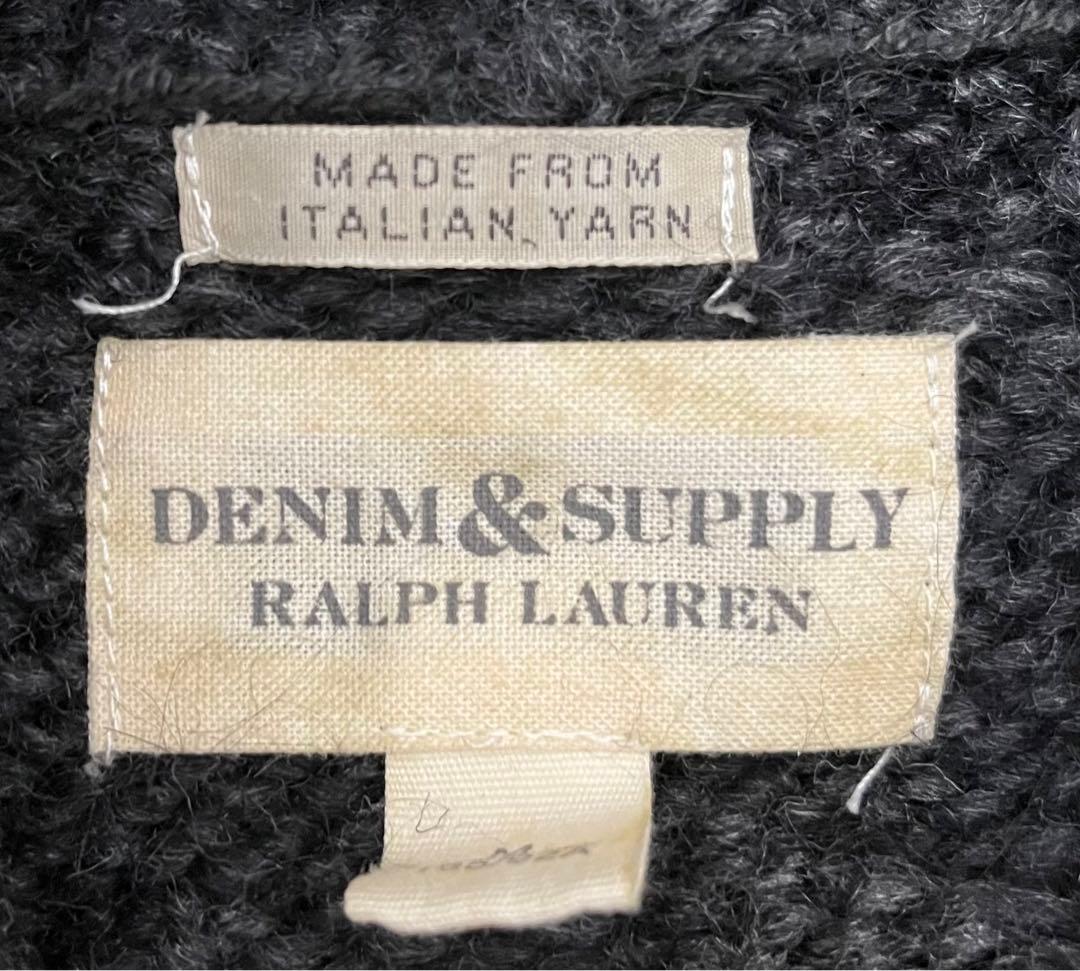 MADE FROM
ITALIAN YARN
DENIM & SUPPLY
RALPH LAUREN